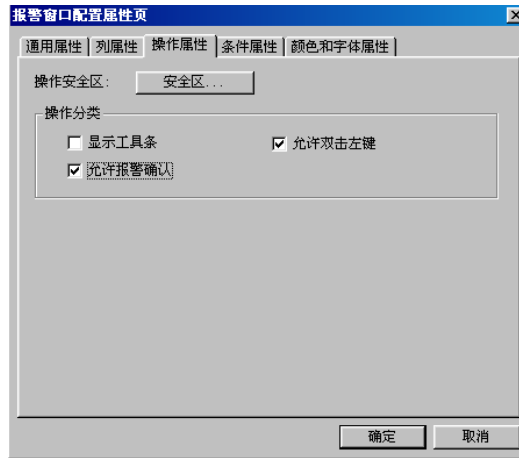 报警窗口配置属性页
通用属性 列属性 操作属性 条件属性 颜色和字体属性
操作安全区: 安全区...
操作分类
显示工具条 允许双击左键
允许报警确认
确定 取消